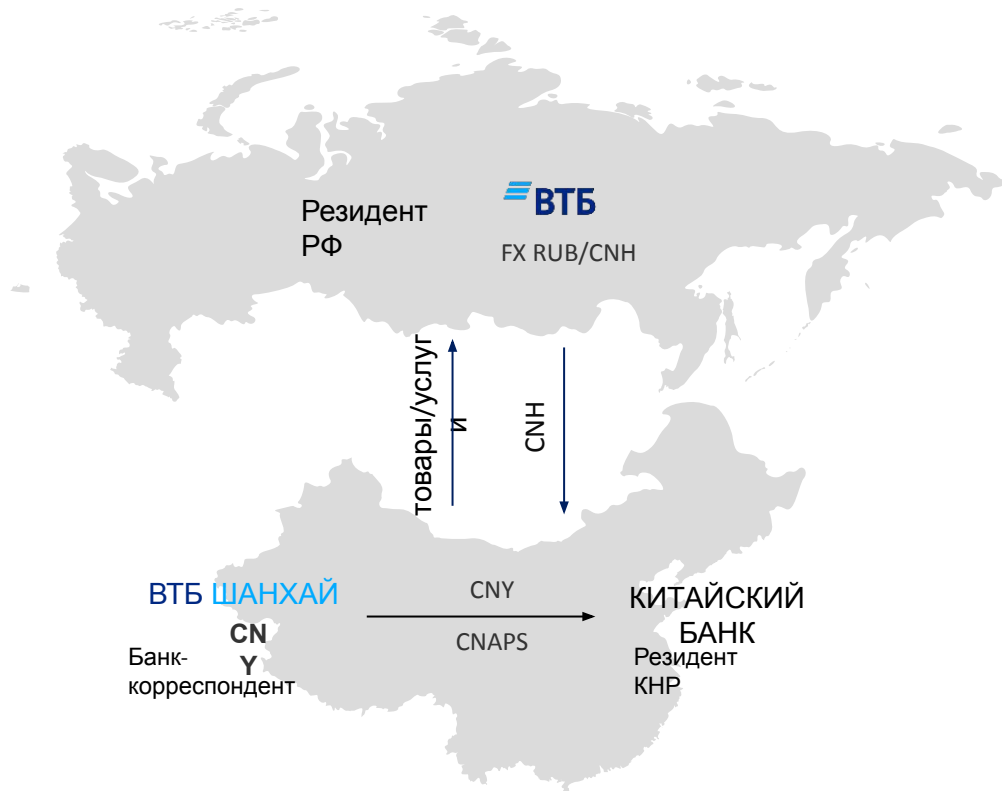 Резидент
РФ
ВТБ
FX RUB/CNH
товары/услуг
и
CNH
ВТБ ШАНХАЙ
CN
Y
Банк-
корреспондент
CNY
CNAPS
КИТАЙСКИЙ
БАНК
Резидент
КНР